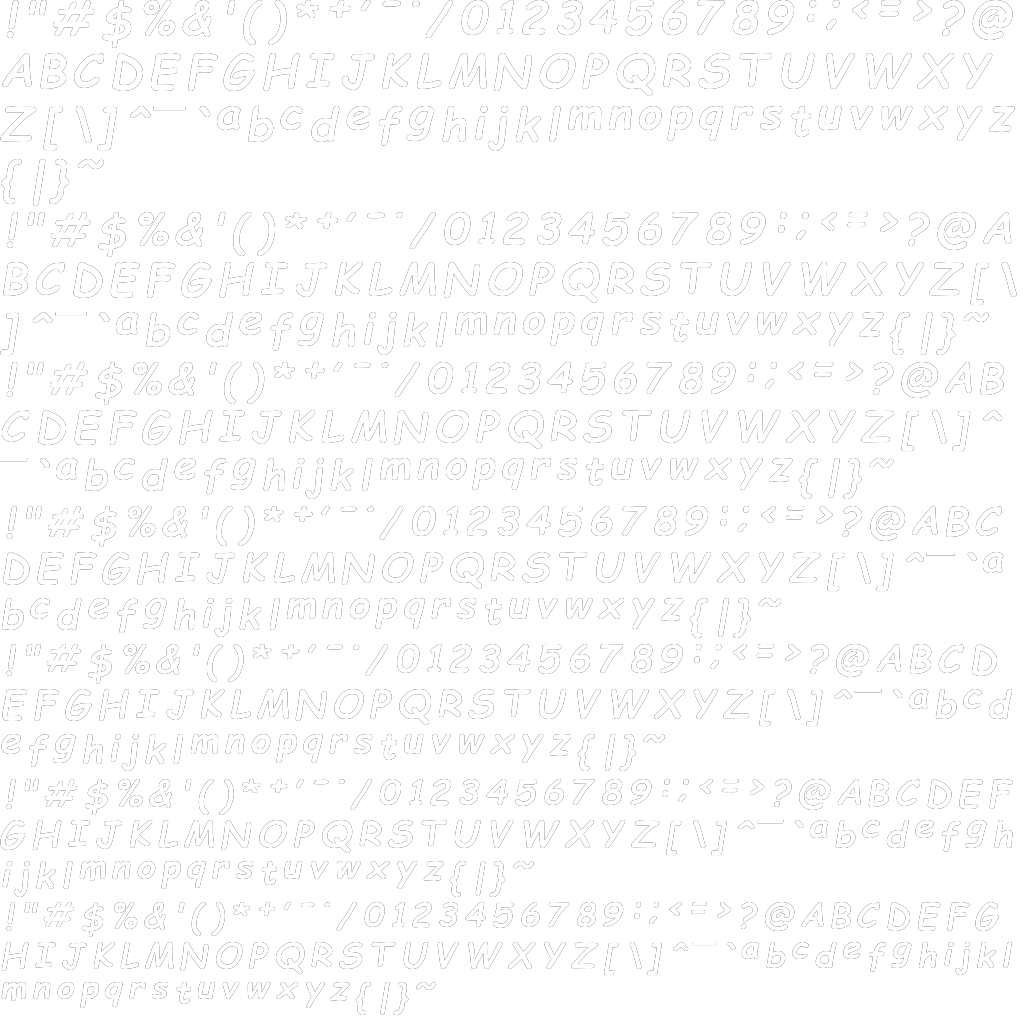 !"#$%&'()*+,-./0123456789:;<=>?@
ABCDEFGHIJKLMNOPQRSTUVWXY
Z[\]^_`abcdefghijklmnopqrstuvwxyz
{|}~
!"#$%&'()*+,-./0123456789:;<=>?@A
BCDEFGHIJKLMNOPQRSTUVWXYZ[\
]^_`abcdefghijklmnopqrstuvwxyz{|}~
!"#$%&'()*+,-./0123456789:;<=>?@AB
CDEFGHIJKLMNOPQRSTUVWXYZ[\]^
_`abcdefghijklmnopqrstuvwxyz{|}~
!"#$%&'()*+,-./0123456789:;<=>?@ABC
DEFGHIJKLMNOPQRSTUVWXYZ[\]^_`a
bcdefghijklmnopqrstuvwxyz{|}~
!"#$%&'()*+,-./0123456789:;<=>?@ABCD
EFGHIJKLMNOPQRSTUVWXYZ[\]^_`abcd
efghijklmnopqrstuvwxyz{|}~
!"#$%&'()*+,-./0123456789:;<=>?@ABCDEF
GHIJKLMNOPQRSTUVWXYZ[\]^_`abcdefgh
ijklmnopqrstuvwxyz{|}~
!"#$%&'()*+,-./0123456789:;<=>?@ABCDEFG
HIJKLMNOPQRSTUVWXYZ[\]^_`abcdefghijkl
mnopqrstuvwxyz{|}~